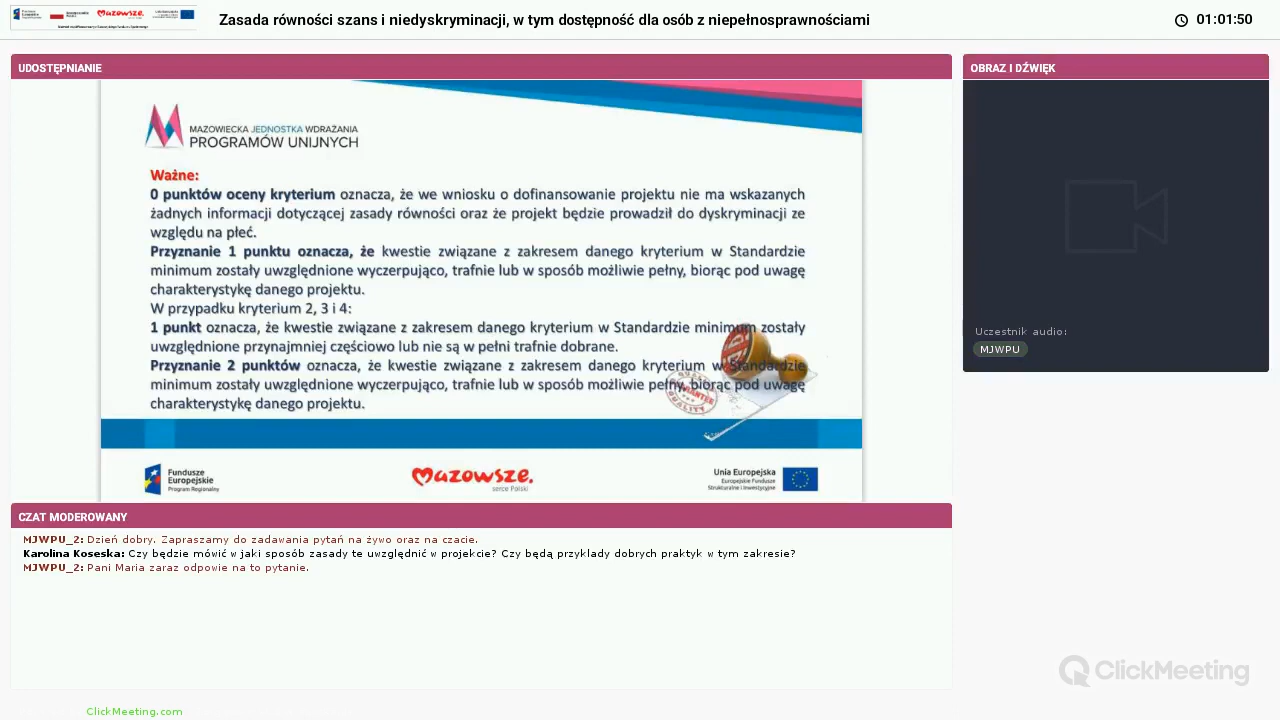 Zasada równości szans i niedyskryminacji, w tym dostępność dla osób z niepełnosprawnościami
01:01:50
UDOSTĘPNIANIE
MAZOWIECKA JEDNOSTKA WDRAŻANIA
PROGRAMÓW UNIJNYCH
Ważne:
0 punktów oceny kryterium oznacza, że we wniosku o dofinansowanie projektu nie ma wskazanych
żadnych informacji dotyczącej zasady równości oraz że projekt będzie prowadził do dyskryminacji ze
względu na płeć.
Przyznanie 1 punktu oznacza, że kwestie związane z zakresem danego kryterium w Standardzie
minimum zostały uwzględnione wyczerpująco, trafnie lub w sposób możliwie pełny, biorąc pod uwagę
charakterystykę danego projektu.
W przypadku kryterium 2, 3 i 4:
1 punkt oznacza, że kwestie związane z zakresem danego kryterium w Standardzie minimum zostały
uwzględnione przynajmniej częściowo lub nie są w pełni trafnie dobrane.
Przyznanie 2 punktów oznacza, że kwestie związane z zakresem danego kryterium w Standardzie
minimum zostały uwzględnione wyczerpująco, trafnie lub w sposób możliwie pełny, biorąc pod uwagę
charakterystykę danego projektu.
QUALITY
Fundusze
Europejskie
Program Regionalny
mazowsze.
serce Polski
Unia Europejska
Europejskie Fundusze
Strukturalne i Inwestycyjne
OBRAZ I DŹWIĘK
Uczestnik audio:
MJWPU
CZAT MODEROWANY
MJWPU_2: Dzień dobry. Zapraszamy do zadawania pytań na żywo oraz na czacie.
Karolina Koseska: Czy będzie mówić w jaki sposób zasady te uwzględnić w projekcie? Czy będą przyklady dobrych praktyk w tym zakresie?
MJWPU_2: Pani Maria zaraz odpowie na to pytanie.
ClickMeeting
ClickMeeting.com